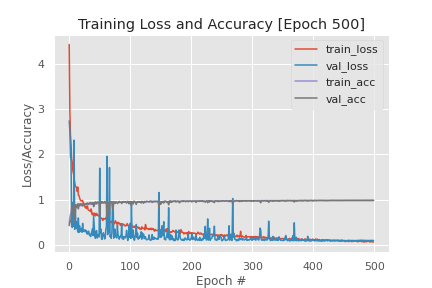 Training Loss and Accuracy [Epoch 500]
train_loss
val_loss
train_acc
val_acc
4
3
2
1
0
Loss/Accuracy
0 100 200 300 400 500
Epoch #